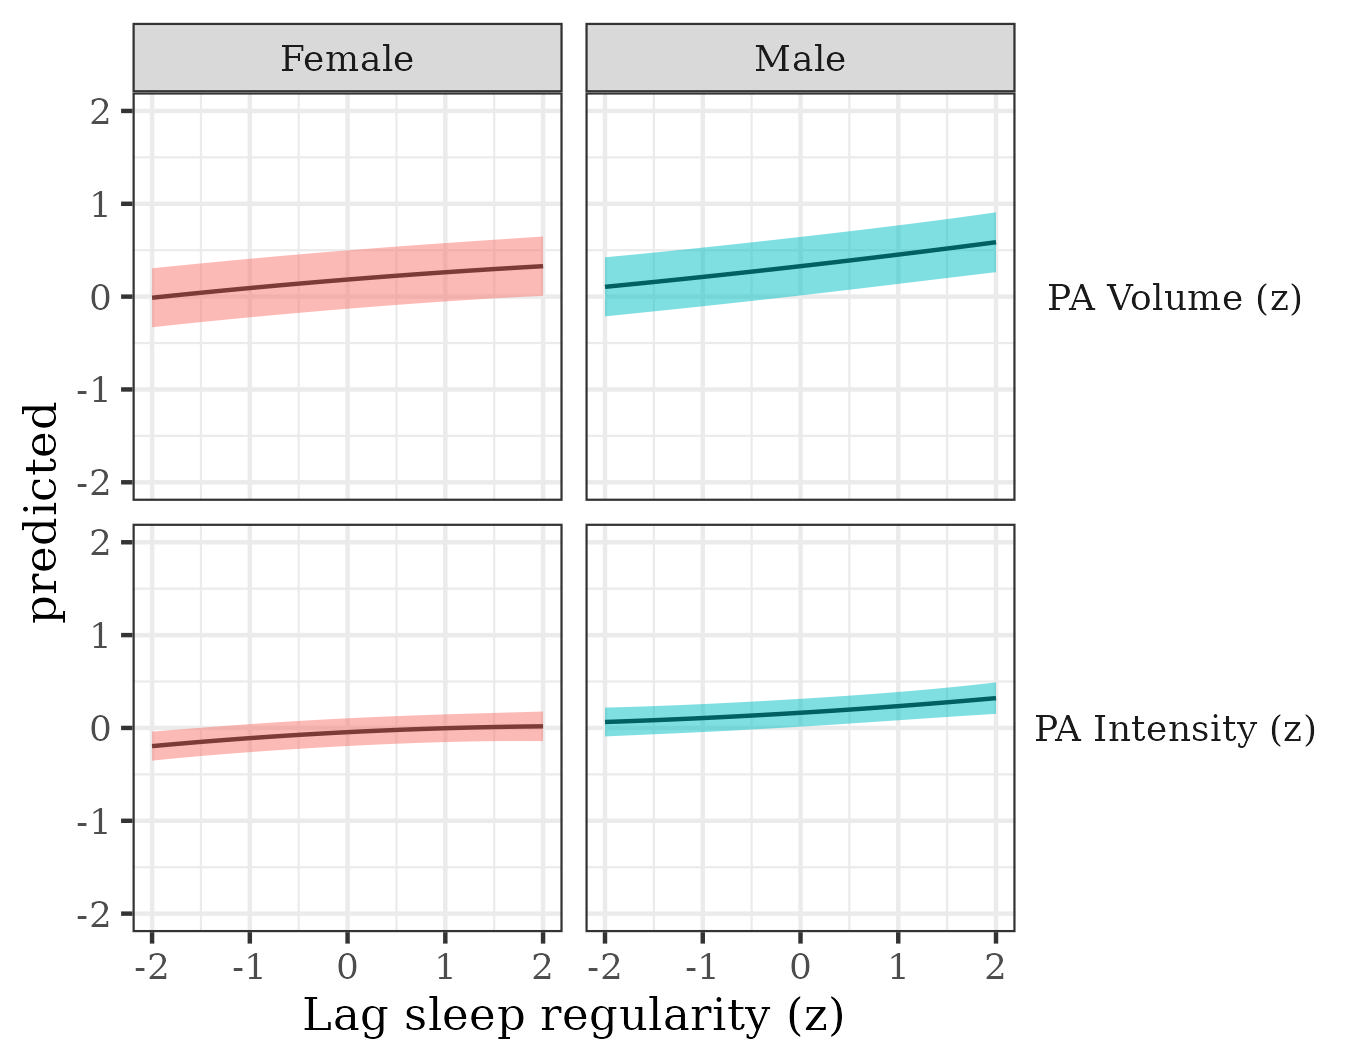 Female
Male
2
1
0
-1
-2
PA Volume (z)
predicted
2
1
0
-1
-2
PA Intensity (z)
-2 -1 0 1 2
-2 -1 0 1 2
Lag sleep regularity (z)